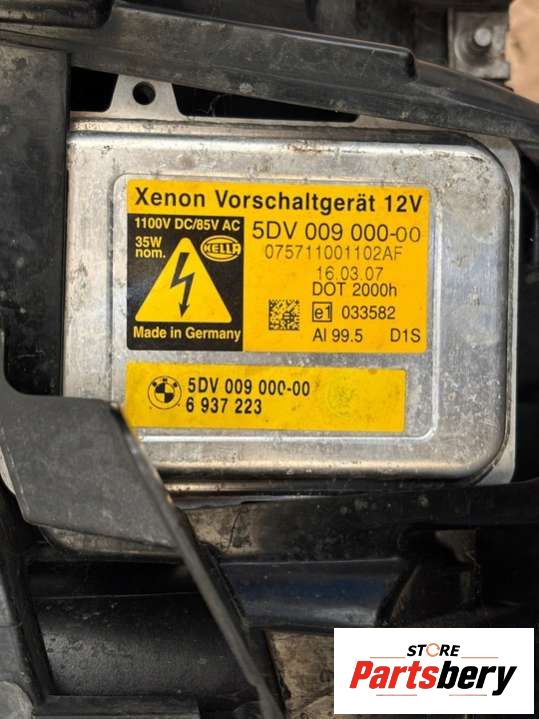 Xenon Vorschaltgerät 12V
1100V DC/85V AC
35W
nom.
HELLA
Made in Germany
5DV 009 000-00
075711001102AF
16.03.07
DOT 2000h
e1 033582
Al 99.5 D1S
5DV 009 000-00
6 937 223
STORE
Partsbery